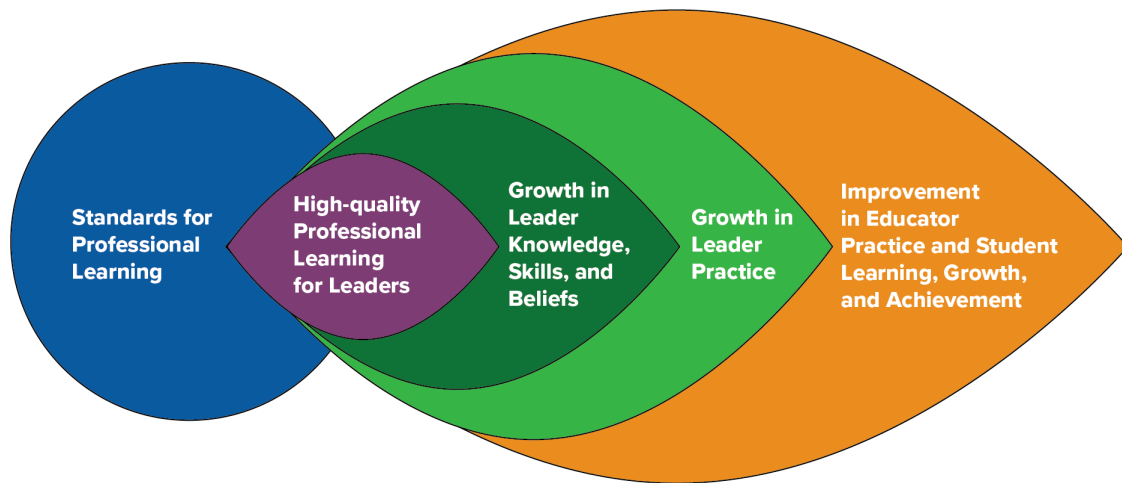 Standards for
Professional
Learning
High-quality
Professional
Learning
for Leaders
Growth in
Leader
Knowledge,
Skills, and
Beliefs
Growth in
Leader
Practice
Improvement
in Educator
Practice and Student
Learning, Growth,
and Achievement